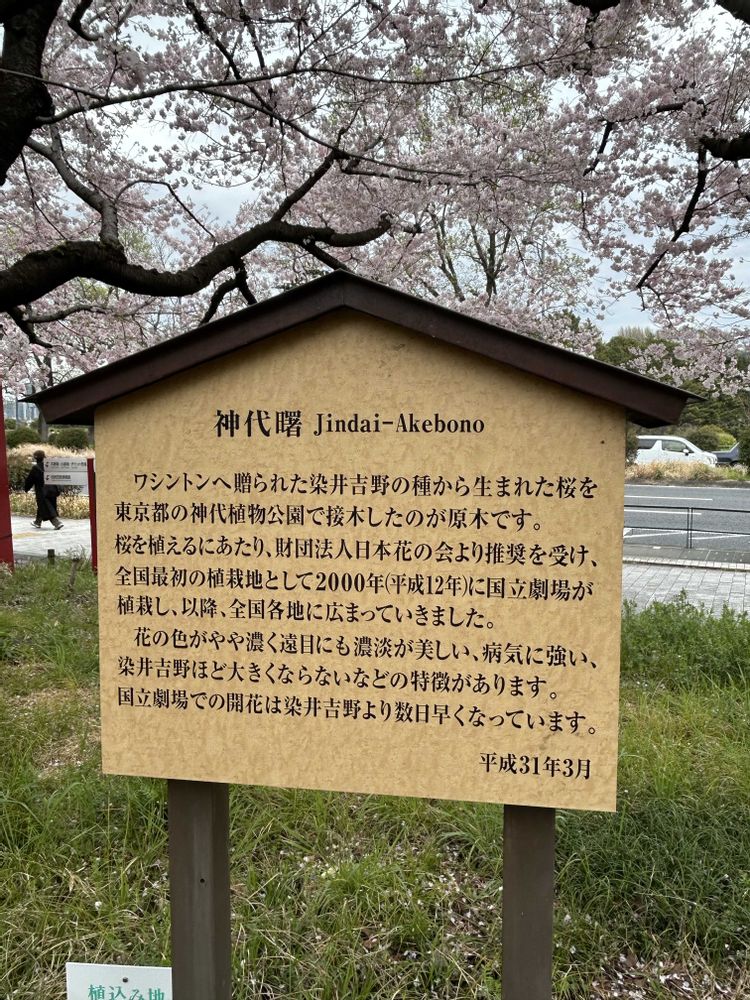 神代曙 Jindai-Akebono
ワシントンへ贈られた染井吉野の種から生まれた桜を
東京都の神代植物公園で接木したのが原木です。
桜を植えるにあたり、財団法人日本花の会より推奨を受け、
全国最初の植栽地として2000年(平成12年)に国立劇場が
植栽し、以降、全国各地に広まっていきました。
花の色がやや濃く遠目にも濃淡が美しい、病気に強い、
染井吉野ほど大きくならないなどの特徴があります。
国立劇場での開花は染井吉野より数日早くなっています。
平成31年3月
植込み地